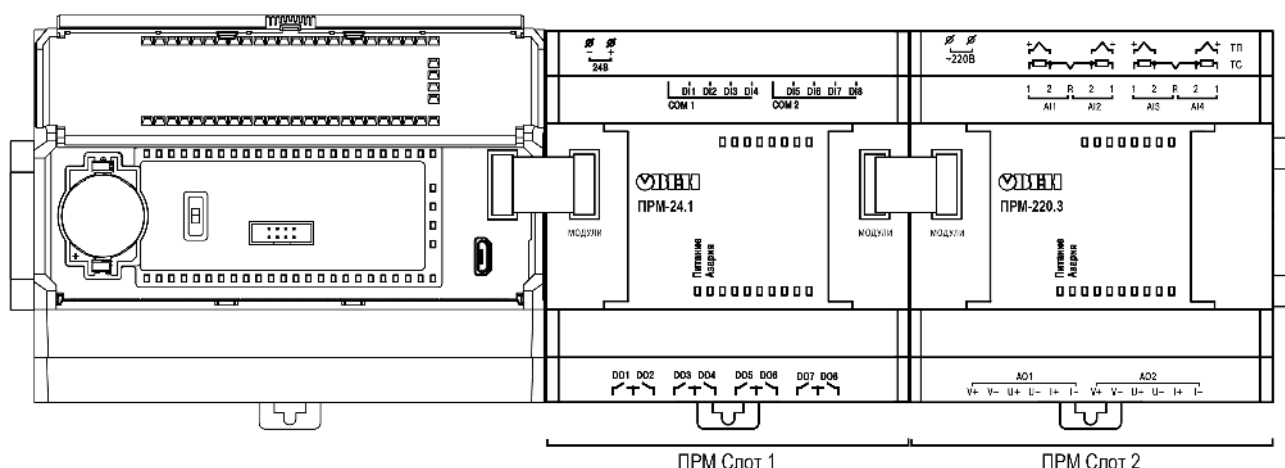 24В
DI1 DI2 DI3 DI4
COM 1
DI5 DI6 DI7 DI8
COM 2
~220В
ТП
ТС
1 2 R 2 1
AI1 AI2
1 2 R 2 1
AI3 AI4
МОДУЛИ
ОВЕН
ПРМ-24.1
Питание
Авария
МОДУЛИ
МОДУЛИ
ОВЕН
ПРМ-220.3
Питание
Авария
DO1 DO2 DO3 DO4 DO5 DO6 DO7 DO8
AO1 AO2
V+ V- U+ U- I+ I- V+ V- U- U- I+ I-
ПРМ Слот 1
ПРМ Слот 2